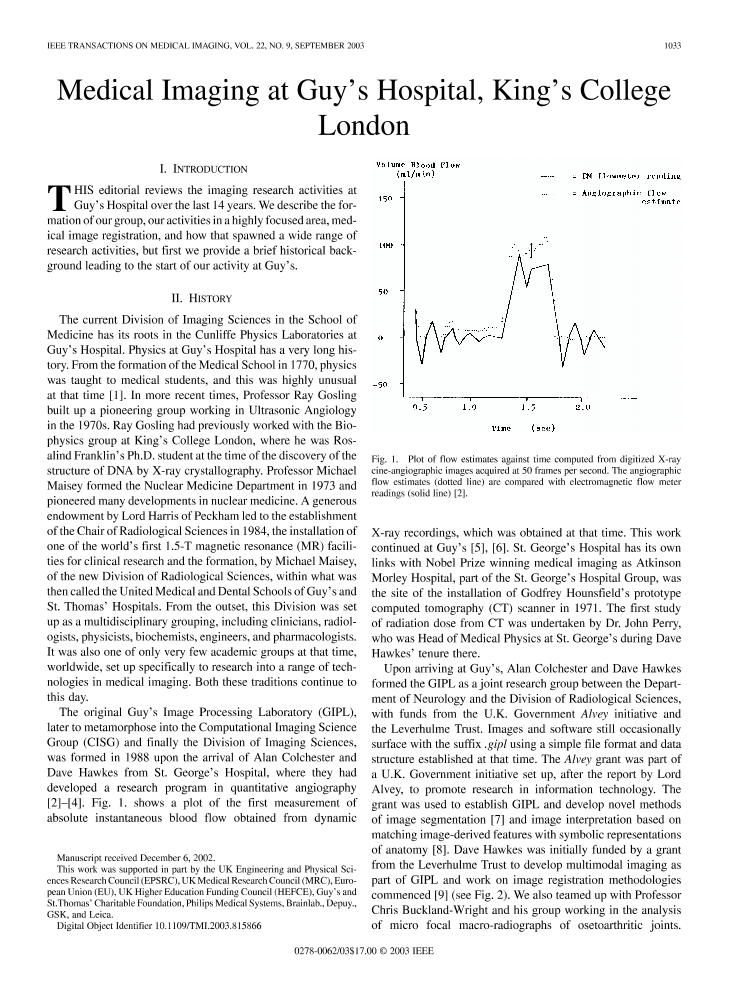 IEEE TRANSACTIONS ON MEDICAL IMAGING, VOL. 22, NO. 9, SEPTEMBER 2003
1033
Medical Imaging at Guy's Hospital, King's College
London
I. INTRODUCTION
THIS editorial reviews the imaging research activities at
Guy's Hospital over the last 14 years. We describe the for-
mation of our group, our activities in a highly focused area, med-
ical image registration, and how that spawned a wide range of
research activities, but first we provide a brief historical back-
ground leading to the start of our activity at Guy's.
II. HISTORY
The current Division of Imaging Sciences in the School of
Medicine has its roots in the Cunliffe Physics Laboratories at
Guy's Hospital. Physics at Guy's Hospital has a very long his-
tory. From the formation of the Medical School in 1770, physics
was taught to medical students, and this was highly unusual
at that time [1]. In more recent times, Professor Ray Gosling
built up a pioneering group working in Ultrasonic Angiology
in the 1970s. Ray Gosling had previously worked with the Bio-
physics group at King's College London, where he was Ros-
alind Franklin's Ph.D. student at the time of the discovery of the
structure of DNA by X-ray crystallography. Professor Michael
Maisey formed the Nuclear Medicine Department in 1973 and
pioneered many developments in nuclear medicine. A generous
endowment by Lord Harris of Peckham led to the establishment
of the Chair of Radiological Sciences in 1984, the installation of
one of the world's first 1.5-T magnetic resonance (MR) facili-
ties for clinical research and the formation, by Michael Maisey,
of the new Division of Radiological Sciences, within what was
then called the United Medical and Dental Schools of Guy's and
St. Thomas' Hospitals. From the outset, this Division was set
up as a multidisciplinary grouping, including clinicians, radiol-
ogists, physicists, biochemists, engineers, and pharmacologists.
It was also one of only very few academic groups at that time,
worldwide, set up specifically to research into a range of tech-
nologies in medical imaging. Both these traditions continue to
this day.
The original Guy's Image Processing Laboratory (GIPL),
later to metamorphose into the Computational Imaging Science
Group (CISG) and finally the Division of Imaging Sciences,
was formed in 1988 upon the arrival of Alan Colchester and
Dave Hawkes from St. George's Hospital, where they had
developed a research program in quantitative angiography
[2]–[4]. Fig. 1. shows a plot of the first measurement of
absolute instantaneous blood flow obtained from dynamic
Manuscript received December 6, 2002.
This work was supported in part by the UK Engineering and Physical Sci-
ences Research Council (EPSRC), UK Medical Research Council (MRC), Euro-
pean Union (EU), UK Higher Education Funding Council (HEFCE), Guy's and
St.Thomas' Charitable Foundation, Philips Medical Systems, Brainlab., Depuy.,
GSK, and Leica.
Digital Object Identifier 10.1109/TMI.2003.815866
Volume Blood Flow
(ml/min)
= EM flowmeter reading
= Angiographic flow
estimate
150
100
50
0
-50
0.5
1.0
1.5
2.0
Time (sec)
Fig. 1. Plot of flow estimates against time computed from digitized X-ray
cine-angiographic images acquired at 50 frames per second. The angiographic
flow estimates (dotted line) are compared with electromagnetic flow meter
readings (solid line) [2].
X-ray recordings, which was obtained at that time. This work
continued at Guy's [5], [6]. St. George's Hospital has its own
links with Nobel Prize winning medical imaging as Atkinson
Morley Hospital, part of the St. George's Hospital Group, was
the site of the installation of Godfrey Hounsfield's prototype
computed tomography (CT) scanner in 1971. The first study
of radiation dose from CT was undertaken by Dr. John Perry,
who was Head of Medical Physics at St. George's during Dave
Hawkes' tenure there.
Upon arriving at Guy's, Alan Colchester and Dave Hawkes
formed the GIPL as a joint research group between the Depart-
ment of Neurology and the Division of Radiological Sciences,
with funds from the U.K. Government Alvey initiative and
the Leverhulme Trust. Images and software still occasionally
surface with the suffix .gipl using a simple file format and data
structure established at that time. The Alvey grant was part of
a U.K. Government initiative set up, after the report by Lord
Alvey, to promote research in information technology. The
grant was used to establish GIPL and develop novel methods
of image segmentation [7] and image interpretation based on
matching image-derived features with symbolic representations
of anatomy [8]. Dave Hawkes was initially funded by a grant
from the Leverhulme Trust to develop multimodal imaging as
part of GIPL and work on image registration methodologies
commenced [9] (see Fig. 2). We also teamed up with Professor
Chris Buckland-Wright and his group working in the analysis
of micro focal macro-radiographs of osetoarthritic joints.
0278-0062/03$17.00 © 2003 IEEE